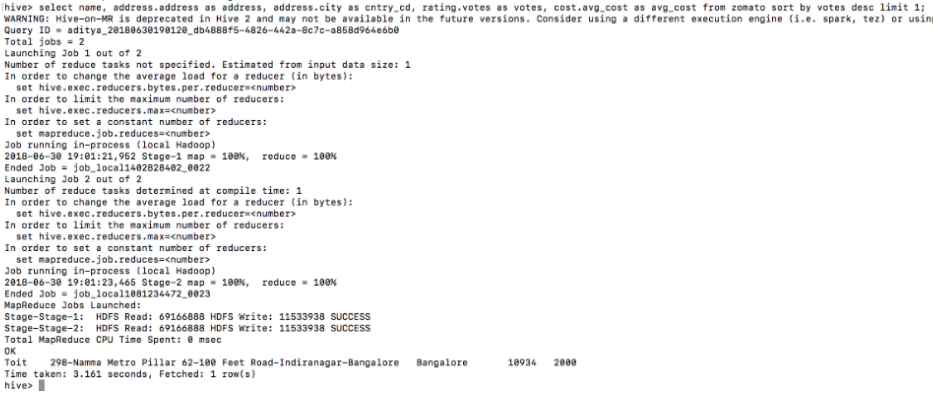 hive> select name, address.address as address, address.city as cntry_cd, rating.votes as votes, cost.avg_cost as avg_cost from zomato sort by votes desc limit 1;
WARNING: Hive-on-MR is deprecated in Hive 2 and may not be available in the future versions. Consider using a different execution engine (i.e. spark, tez) or using
Query ID = aditya_20180630190120_db4888f5-4826-442a-8c7c-a858d964e6b0
Total jobs = 2
Launching Job 1 out of 2
Number of reduce tasks not specified. Estimated from input data size: 1
In order to change the average load for a reducer (in bytes):
  set hive.exec.reducers.bytes.per.reducer=<number>
In order to limit the maximum number of reducers:
  set hive.exec.reducers.max=<number>
In order to set a constant number of reducers:
  set mapreduce.job.reduces=<number>
Job running in-process (local Hadoop)
2018-06-30 19:01:21,952 Stage-1 map = 100%,  reduce = 100%
Ended Job = job_local1402828402_0022
Launching Job 2 out of 2
Number of reduce tasks determined at compile time: 1
In order to change the average load for a reducer (in bytes):
  set hive.exec.reducers.bytes.per.reducer=<number>
In order to limit the maximum number of reducers:
  set hive.exec.reducers.max=<number>
In order to set a constant number of reducers:
  set mapreduce.job.reduces=<number>
Job running in-process (local Hadoop)
2018-06-30 19:01:23,465 Stage-2 map = 100%,  reduce = 100%
Ended Job = job_local1081234472_0023
MapReduce Jobs Launched:
Stage-Stage-1:  HDFS Read: 69166888 HDFS Write: 11533938 SUCCESS
Stage-Stage-2:  HDFS Read: 69166888 HDFS Write: 11533938 SUCCESS
Total MapReduce CPU Time Spent: 0 msec
OK
Toit    298-Namma Metro Pillar 62-100 Feet Road-Indiranagar-Bangalore   Bangalore       10934   2000
Time taken: 3.161 seconds, Fetched: 1 row(s)
hive>